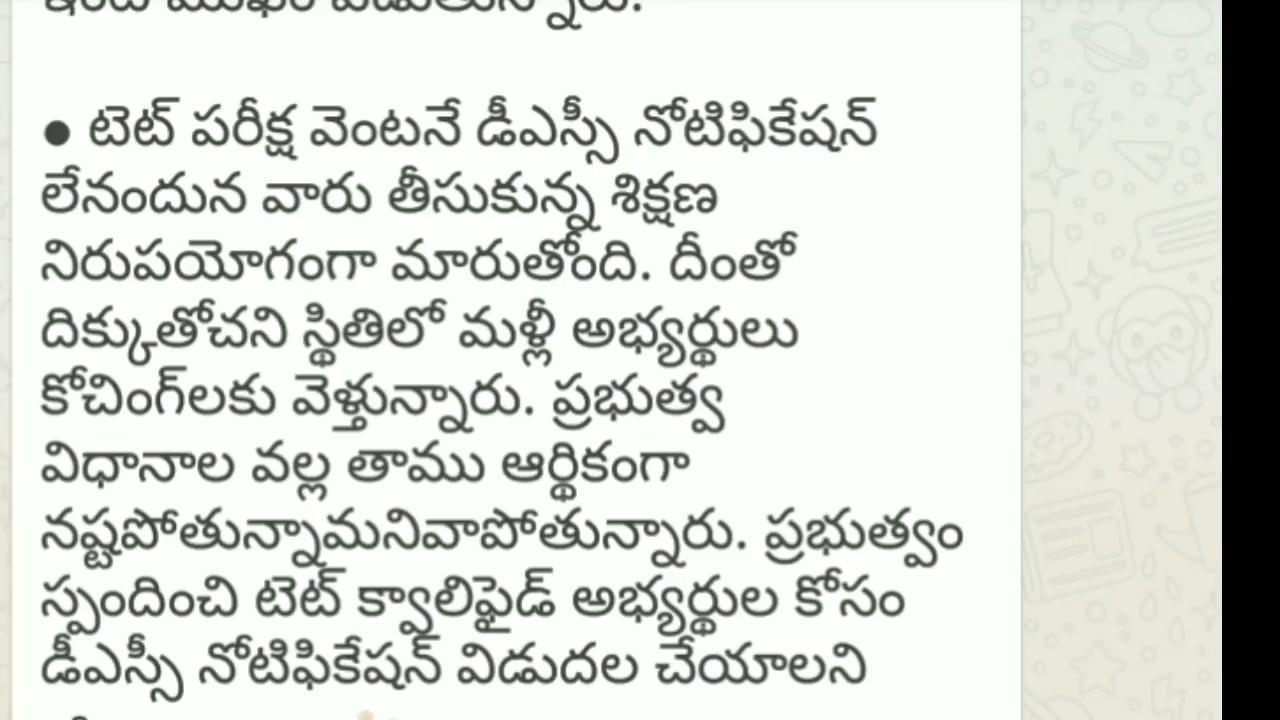 ● టెట్ పరీక్ష వెంటనే డీఎస్సీ నోటిఫికేషన్
లేనందున వారు తీసుకున్న శిక్షణ
నిరుపయోగంగా మారుతోంది. దీంతో
దిక్కుతోచని స్థితిలో మళ్లీ అభ్యర్థులు
కోచింగ్‌లకు వెళ్తున్నారు. ప్రభుత్వ
విధానాల వల్ల తాము ఆర్థికంగా
నష్టపోతున్నామనివాపోతున్నారు. ప్రభుత్వం
స్పందించి టెట్ క్వాలిఫైడ్ అభ్యర్థుల కోసం
డీఎస్సీ నోటిఫికేషన్ విడుదల చేయాలని